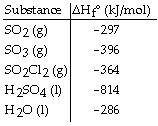 Substance ΔHf° (kJ/mol)
SO2 (g) -297
SO3 (g) -396
SO2Cl2 (g) -364
H2SO4 (l) -814
H2O (l) -286